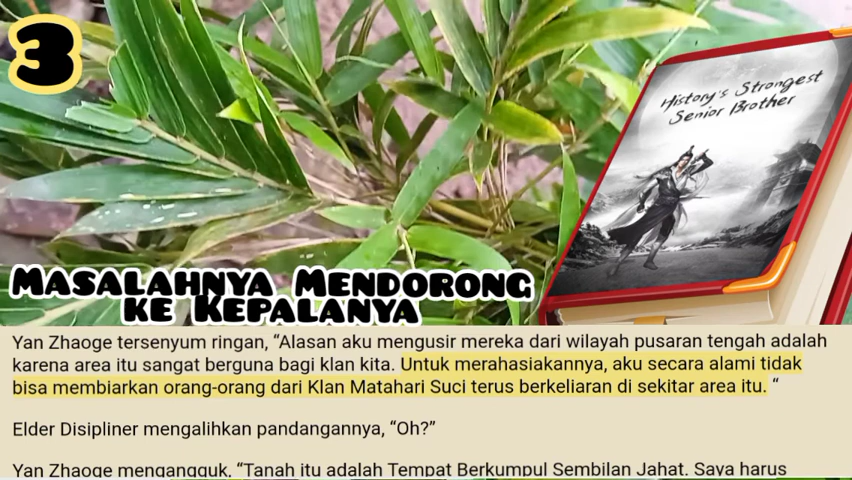 3
History's Strongest
Senior Brother
Masalahnya Mendorong
ke Kepalanya
Yan Zhaoge tersenyum ringan, “Alasan aku mengusir mereka dari wilayah pusaran tengah adalah
karena area itu sangat berguna bagi klan kita. Untuk merahasiakannya, aku secara alami tidak
bisa membiarkan orang-orang dari Klan Matahari Suci terus berkeliaran di sekitar area itu. “
Elder Disipliner mengalihkan pandangannya, “Oh?”
Yan Zhaoge mengangguk, “Tanah itu adalah Tempat Berkumpul Sembilan Jahat. Saya harus